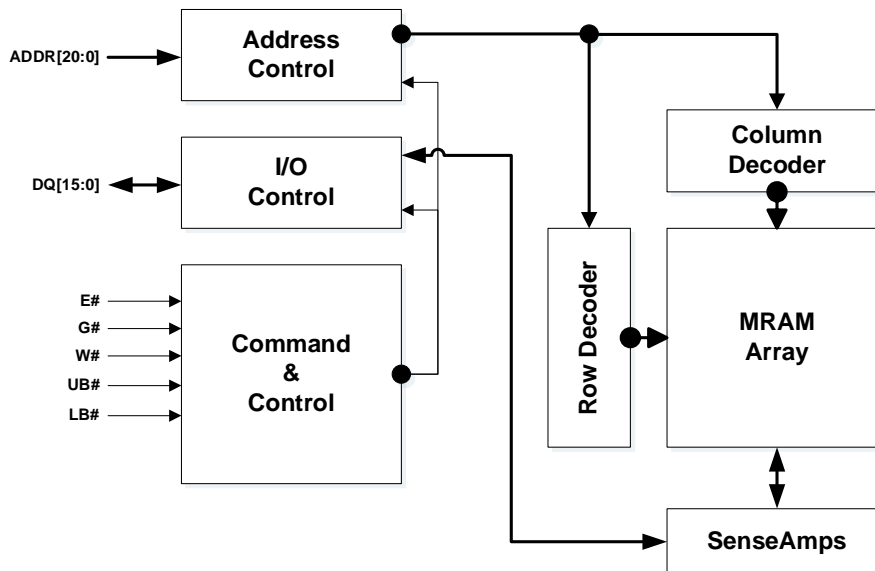 ADDR[20:0]
Address
Control
DQ[15:0]
I/O
Control
Column
Decoder
E#
G#
W#
UB#
LB#
Command
&
Control
Row Decoder
MRAM
Array
SenseAmps